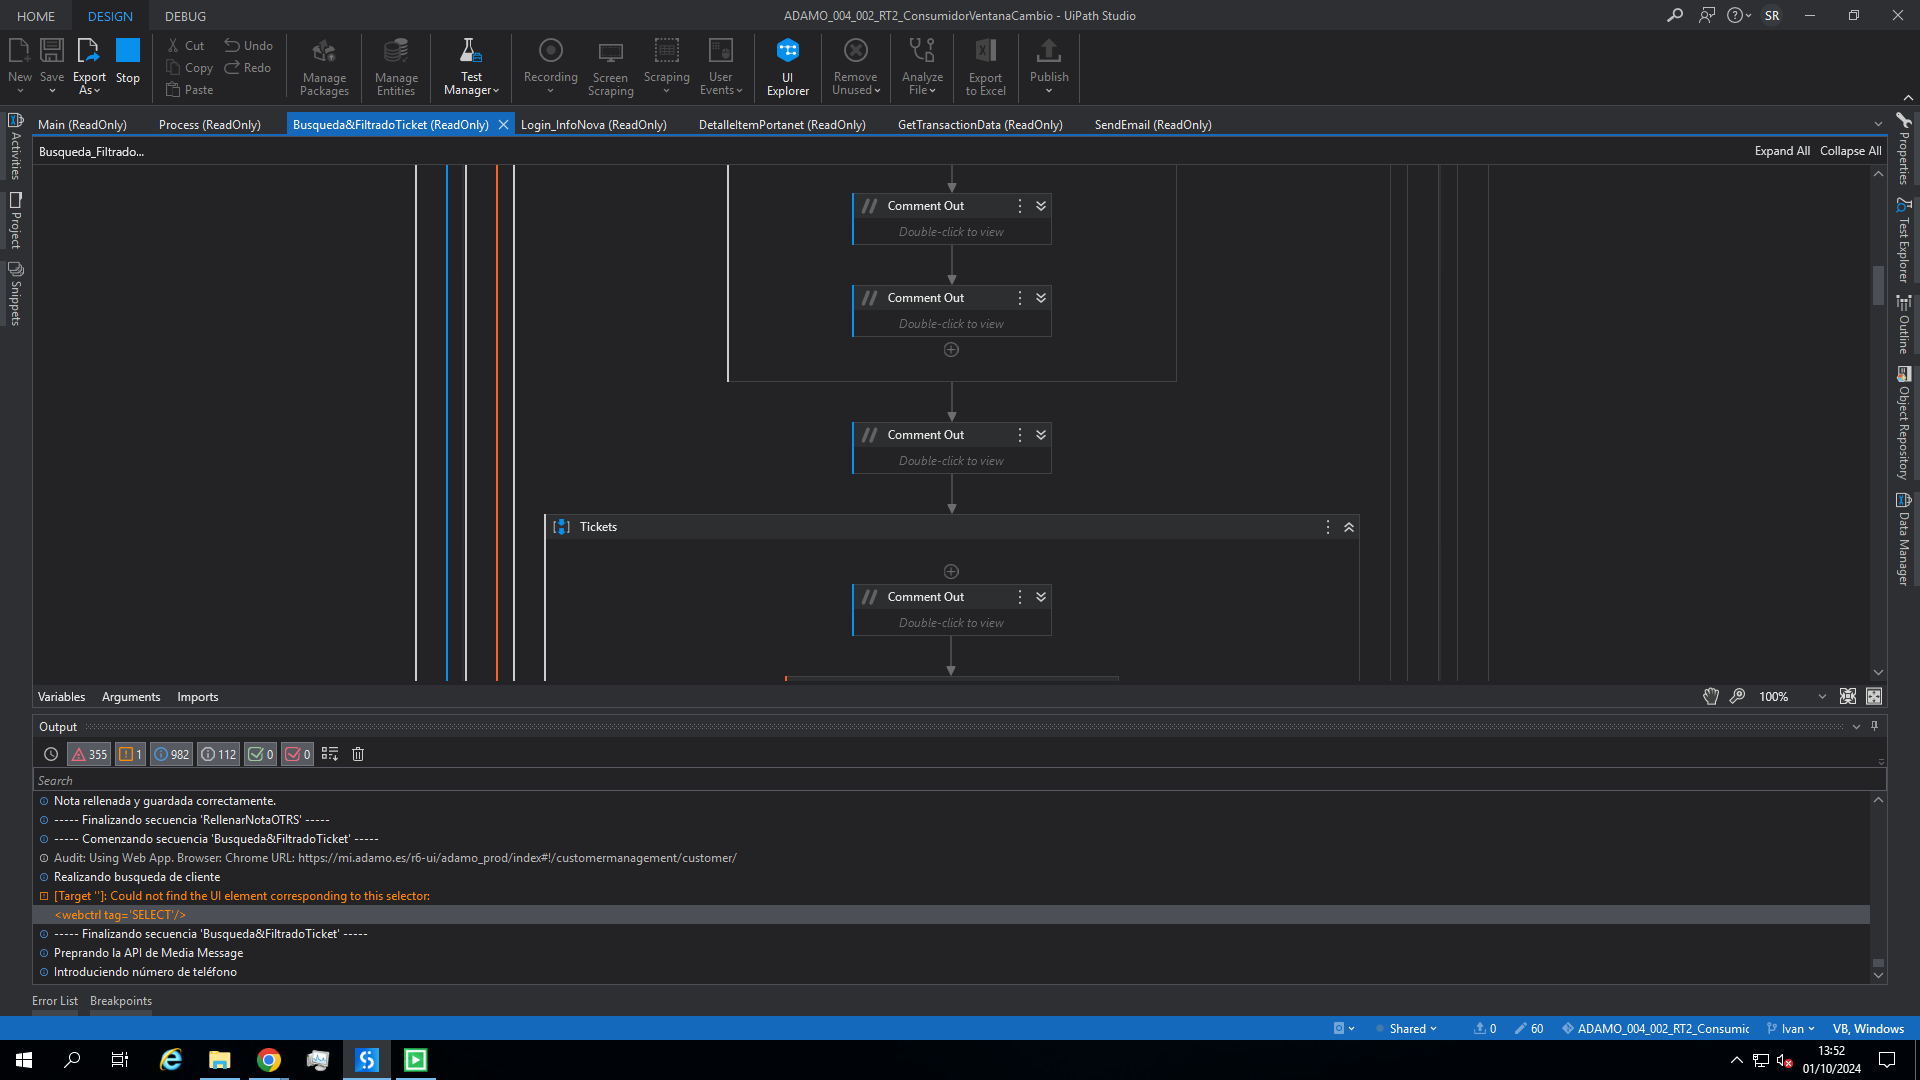 HOME
DESIGN
DEBUG
ADAMO_004_002_RT2_ConsumidorVentanaCambio - UiPath Studio
SR
New
Save
Export As
Stop
Cut
Copy
Paste
Undo
Redo
Manage Packages
Manage Entities
Test Manager
Recording
Screen Scraping
Scraping
User Events
UI Explorer
Remove Unused
Analyze File
Export to Excel
Publish
Main (ReadOnly)
Process (ReadOnly)
Busqueda&FiltradoTicket (ReadOnly)
Login_InfoNova (ReadOnly)
DetalleItemPortanet (ReadOnly)
GetTransactionData (ReadOnly)
SendEmail (ReadOnly)
Busqueda_Filtrado...
Expand All
Collapse All
Activities
Project
Snippets
Properties
Test Explorer
Outline
Object Repository
Data Manager
Comment Out
Double-click to view
Comment Out
Double-click to view
Comment Out
Double-click to view
Tickets
Comment Out
Double-click to view
Variables
Arguments
Imports
100%
Output
355
1
982
112
0
0
Search
Nota rellenada y guardada correctamente.
----- Finalizando secuencia 'RellenarNotaOTRS' -----
----- Comenzando secuencia 'Busqueda&FiltradoTicket' -----
Audit: Using Web App. Browser: Chrome URL: https://mi.adamo.es/r6-ui/adamo_prod/index#!/customermanagement/customer/
Realizando busqueda de cliente
[Target '']: Could not find the UI element corresponding to this selector:
<webctrl tag='SELECT'/>
----- Finalizando secuencia 'Busqueda&FiltradoTicket' -----
Preprando la API de Media Message
Introduciendo número de teléfono
Error List
Breakpoints
Shared
0
60
ADAMO_004_002_RT2_Consumic
Ivan
VB, Windows
13:52
01/10/2024